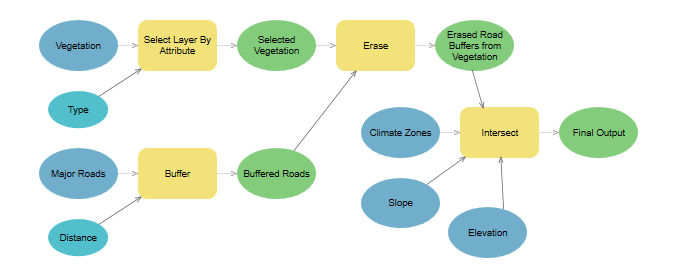 Vegetation
Select Layer By
Attribute
Selected
Vegetation
Erase
Erased Road
Buffers from
Vegetation
Type
Climate Zones
Intersect
Final Output
Major Roads
Buffer
Buffered Roads
Slope
Elevation
Distance